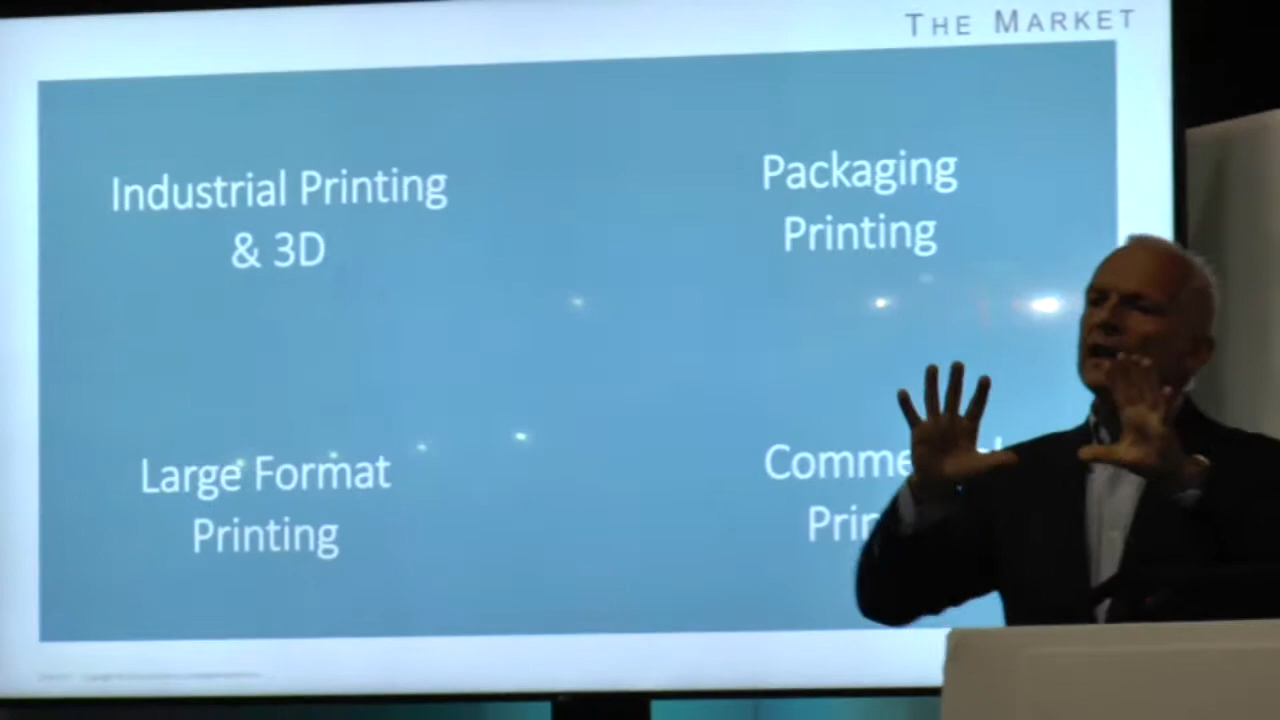 THE MARKET
Industrial Printing
& 3D
Packaging
Printing
Large Format
Printing